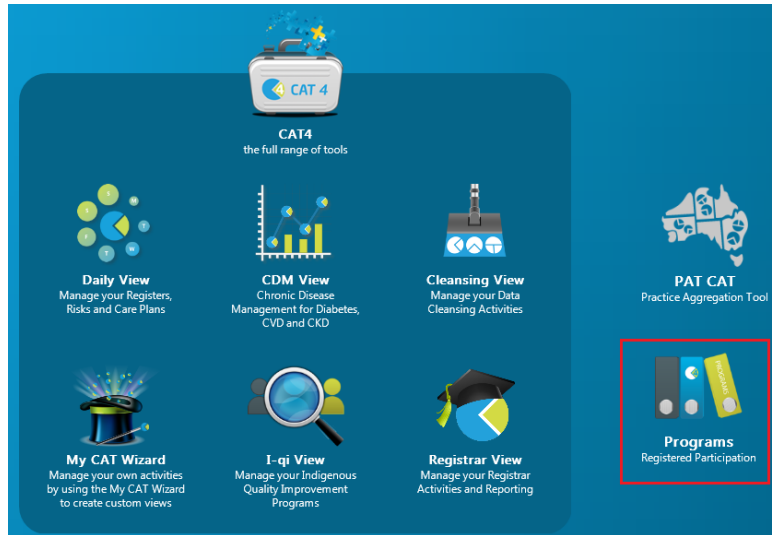 4 CAT 4
CAT4
the full range of tools
Daily View
Manage your Registers,
Risks and Care Plans
CDM View
Chronic Disease
Management for Diabetes,
CVD and CKD
Cleansing View
Manage your Data
Cleansing Activities
PAT CAT
Practice Aggregation Tool
My CAT Wizard
Manage your own activities
by using the My CAT Wizard
to create custom views
I-qi View
Manage your Indigenous
Quality Improvement
Programs
Registrar View
Manage your Registrar
Activities and Reporting
PROGRAMS
Programs
Registered Participation